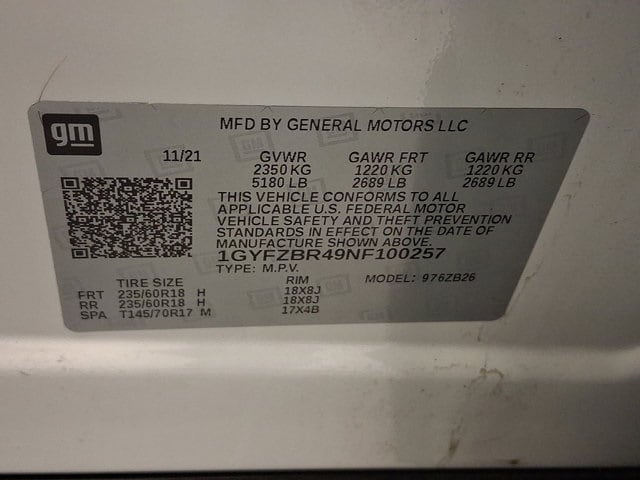 gm
MFD BY GENERAL MOTORS LLC
11/21 GVWR GAWR FRT GAWR RR
2350 KG 1220 KG 1220 KG
5180 LB 2689 LB 2689 LB
THIS VEHICLE CONFORMS TO ALL
APPLICABLE U.S. FEDERAL MOTOR
VEHICLE SAFETY AND THEFT PREVENTION
STANDARDS IN EFFECT ON THE DATE OF
MANUFACTURE SHOWN ABOVE.
1GYFZBR49NF100257
TYPE: M.P.V. MODEL: 976ZB26
TIRE SIZE RIM
FRT 235/60R18 H 18X8J
RR 235/60R18 H 18X8J
SPA T145/70R17 M 17X4B